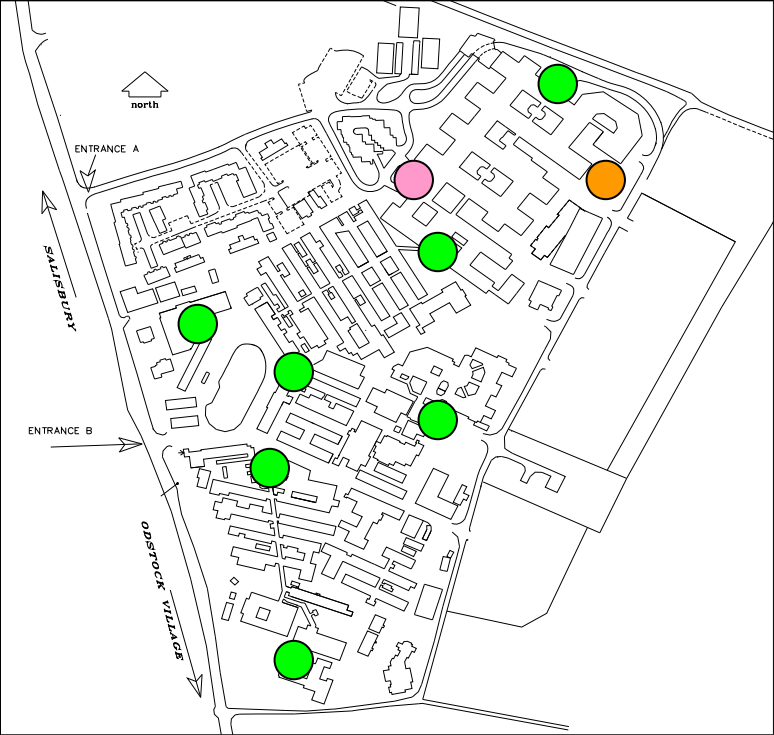 north
ENTRANCE A
SALISBURY
ENTRANCE B
ODSTOCK VILLAGE